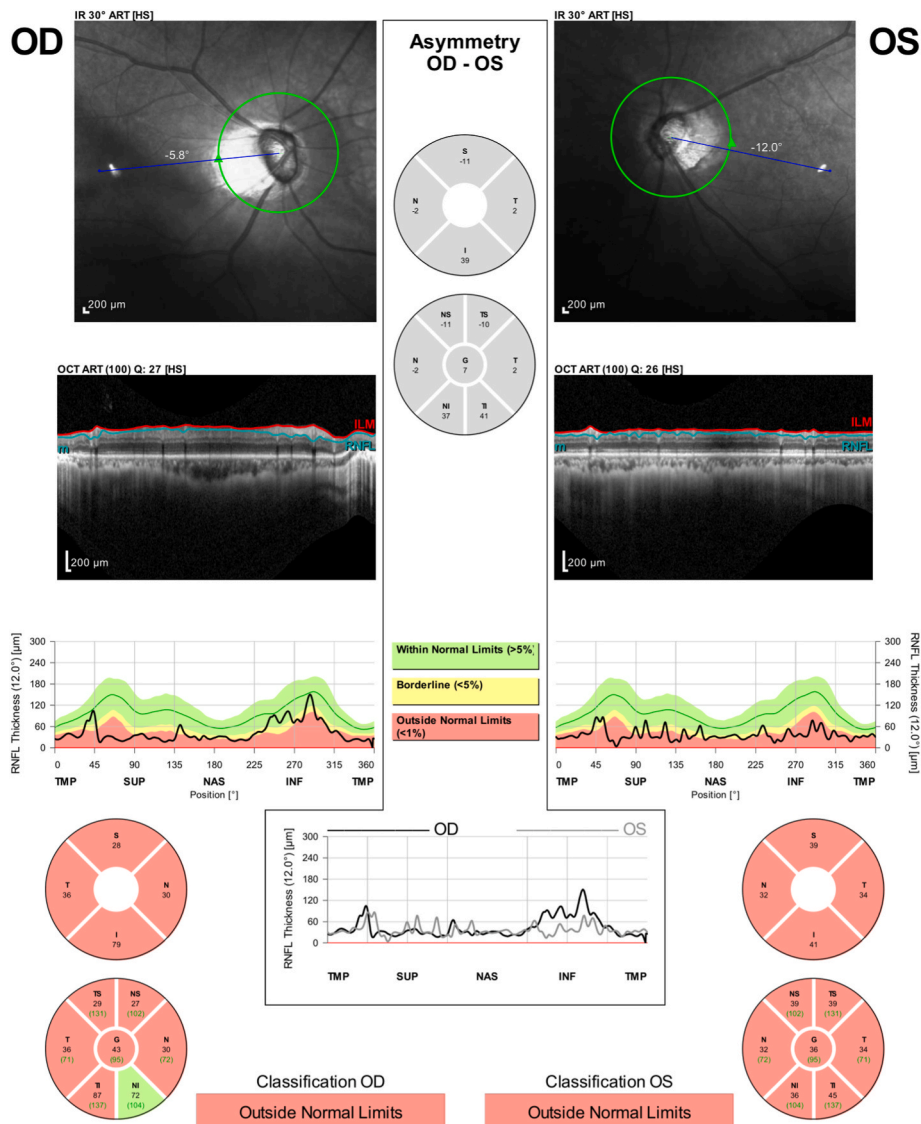 IR 30° ART [HS]
IR 30° ART [HS]
OD
OS
Asymmetry
OD - OS
-5.8°
-12.0°
200 µm
200 µm
S
-11
N
-2
T
2
I
39
NS
-11
TS
-10
N
-2
G
7
T
2
NI
37
TI
41
OCT ART (100) Q: 27 [HS]
OCT ART (100) Q: 26 [HS]
ILM
RNFL
200 µm
ILM
RNFL
200 µm
RNFL Thickness (12.0°) [µm]
300
240
180
120
60
0
0 45 90 135 180 225 270 315 360
TMP SUP NAS INF TMP
Position [°]
Within Normal Limits (>5%)
Borderline (<5%)
Outside Normal Limits
(<1%)
300
240
180
120
60
0
RNFL Thickness (12.0°) [µm]
0 45 90 135 180 225 270 315 360
TMP SUP NAS INF TMP
Position [°]
OD
OS
RNFL Thickness (12.0°) [µm]
300
240
180
120
60
0
TMP SUP NAS INF TMP
S
28
T
36
N
30
I
79
S
39
N
32
T
34
I
41
TS
29
(131)
NS
27
(102)
T
36
(71)
G
43
(95)
N
30
(72)
TI
87
(137)
NI
72
(104)
NS
39
(102)
TS
39
(131)
N
32
(72)
G
36
(95)
T
34
(71)
NI
36
(104)
TI
45
(137)
Classification OD
Outside Normal Limits
Classification OS
Outside Normal Limits